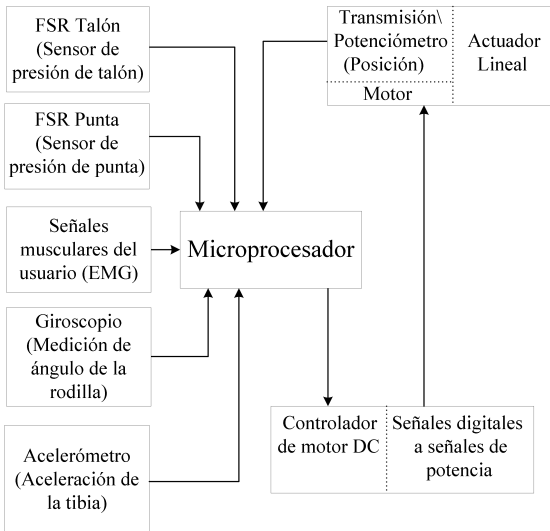 FSR Talón
(Sensor de
presión de talón)
FSR Punta
(Sensor de
presión de punta)
Señales
musculares del
usuario (EMG)
Giroscopio
(Medición de
ángulo de la
rodilla)
Acelerómetro
(Aceleración de
la tibia)
Microprocesador
Transmisión\
Potenciómetro
(Posición)
Motor
Actuador
Lineal
Controlador
de motor DC
Señales digitales
a señales de
potencia